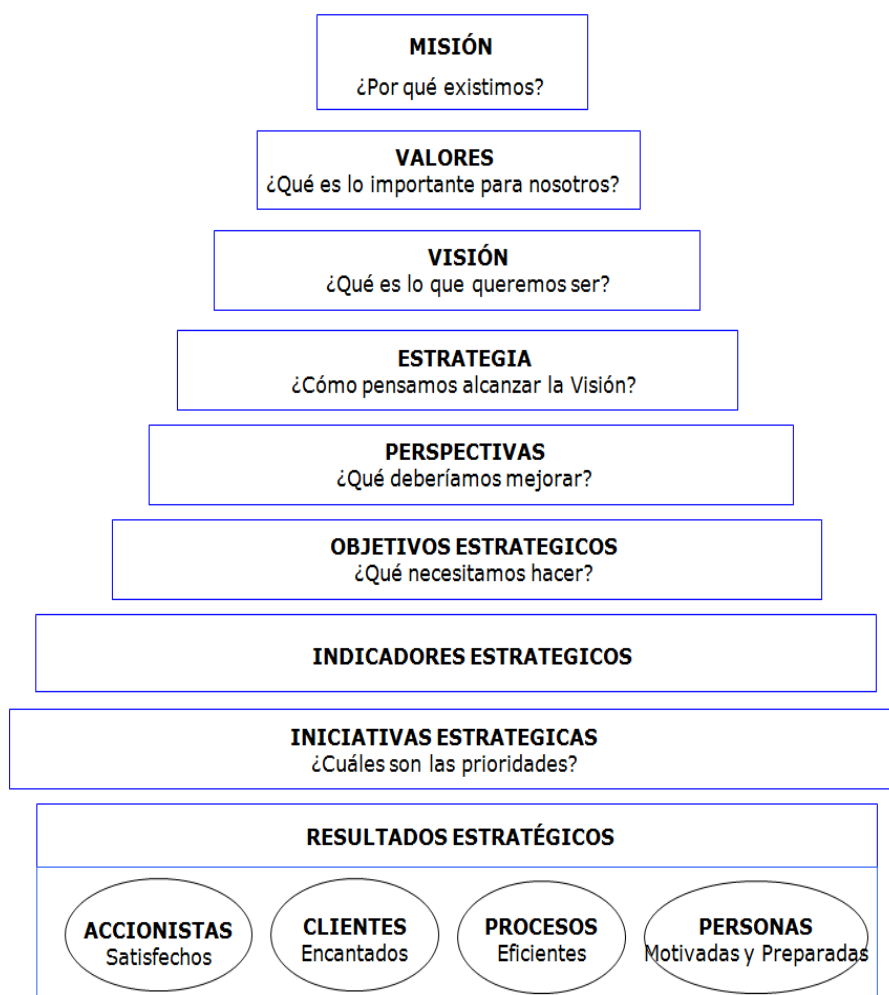 MISIÓN
¿Por qué existimos?
VALORES
¿Qué es lo importante para nosotros?
VISIÓN
¿Qué es lo que queremos ser?
ESTRATEGIA
¿Cómo pensamos alcanzar la Visión?
PERSPECTIVAS
¿Qué deberíamos mejorar?
OBJETIVOS ESTRATEGICOS
¿Qué necesitamos hacer?
INDICADORES ESTRATEGICOS
INICIATIVAS ESTRATEGICAS
¿Cuáles son las prioridades?
RESULTADOS ESTRATÉGICOS
ACCIONISTAS
Satisfechos
CLIENTES
Encantados
PROCESOS
Eficientes
PERSONAS
Motivadas y Preparadas